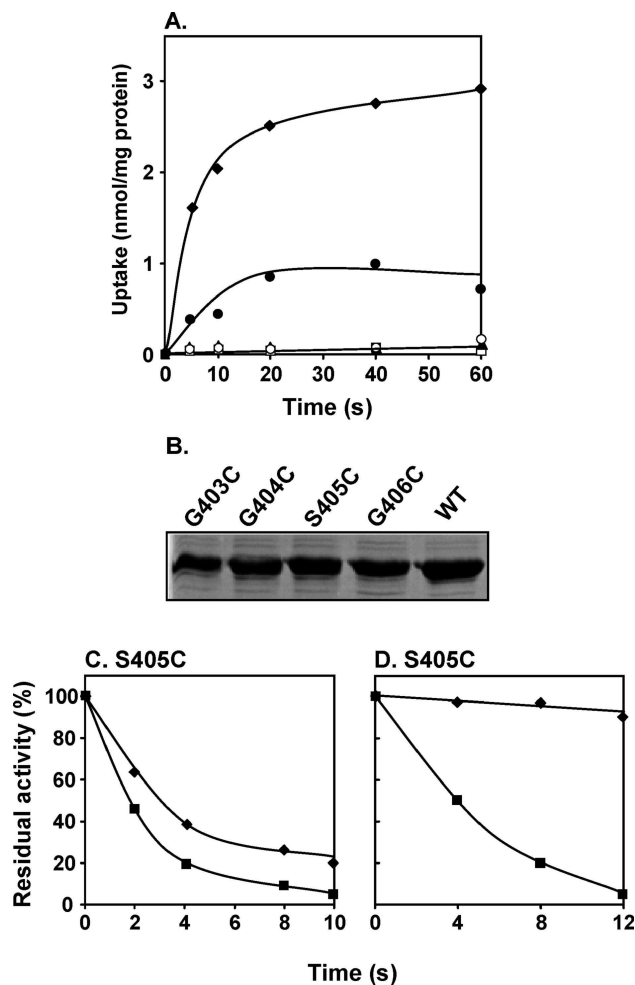 A.
Uptake (nmol/mg protein)
3
2
1
0
0 10 20 30 40 50 60
Time (s)
B.
G403C G404C S405C G406C WT
C. S405C D. S405C
Residual activity (%)
100
80
60
40
20
0
0 2 4 6 8 10 0 4 8 12
Time (s)